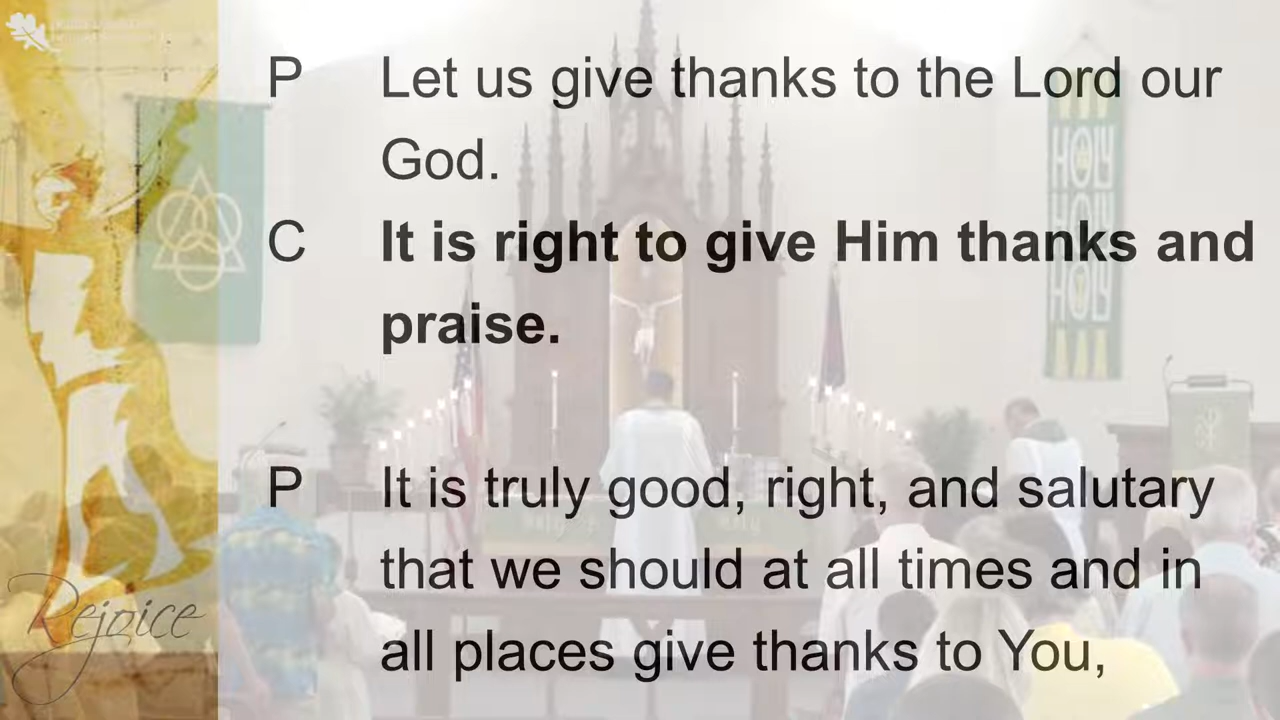 P Let us give thanks to the Lord our
God.
C It is right to give Him thanks and
praise.
P It is truly good, right, and salutary
that we should at all times and in
all places give thanks to You,
HOLY
HOLY
HOLY
Rejoice